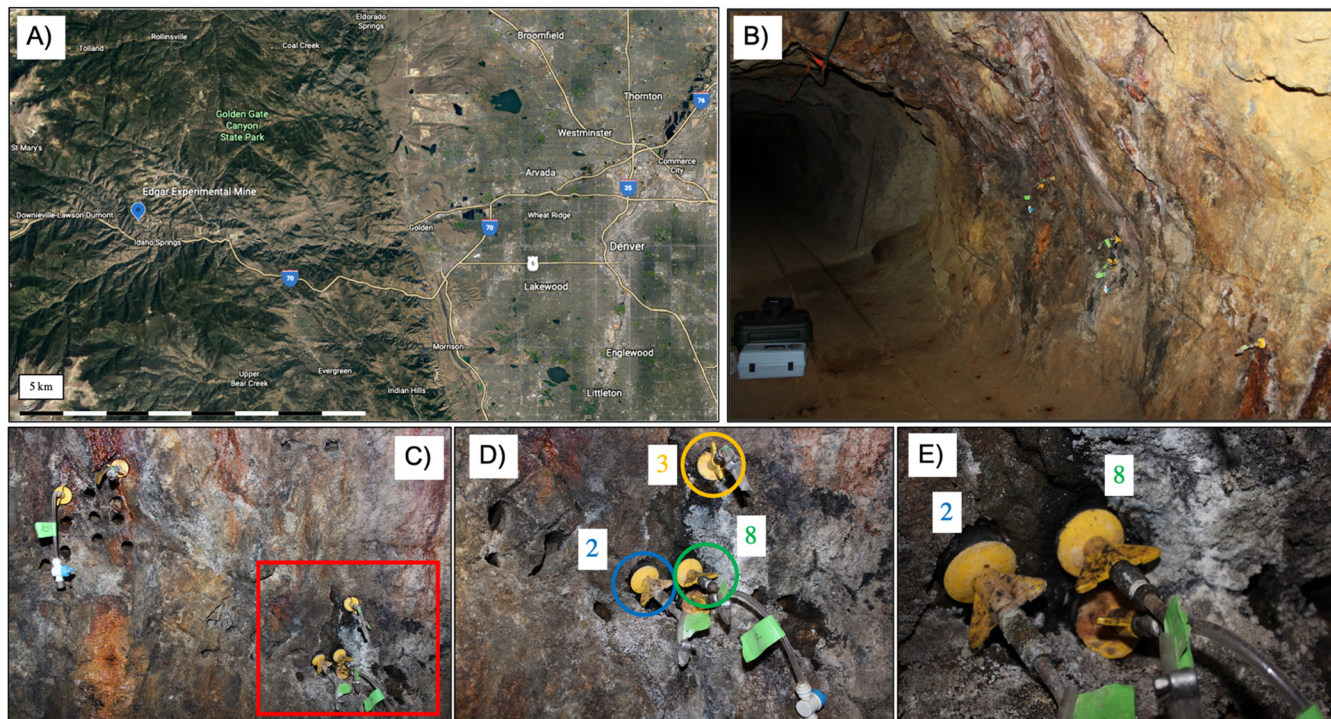 A)
Eldorado
Springs
Rollinsville
Tolland
Coal Creek
Broomfield
76
Thornton
Golden Gate
Canyon
State Park
Westminster
St Mary's
Commerce
City
Arvada
Edgar Experimental Mine
25
Downieville-Lawson-Dumont
Wheat Ridge
Golden
70
Idaho Springs
Denver
6
70
Lakewood
Morrison
Englewood
Upper
Bear Creek
Evergreen
5 km
Indian Hills
Littleton
B)
C)
D)
3
2
8
E)
8
2